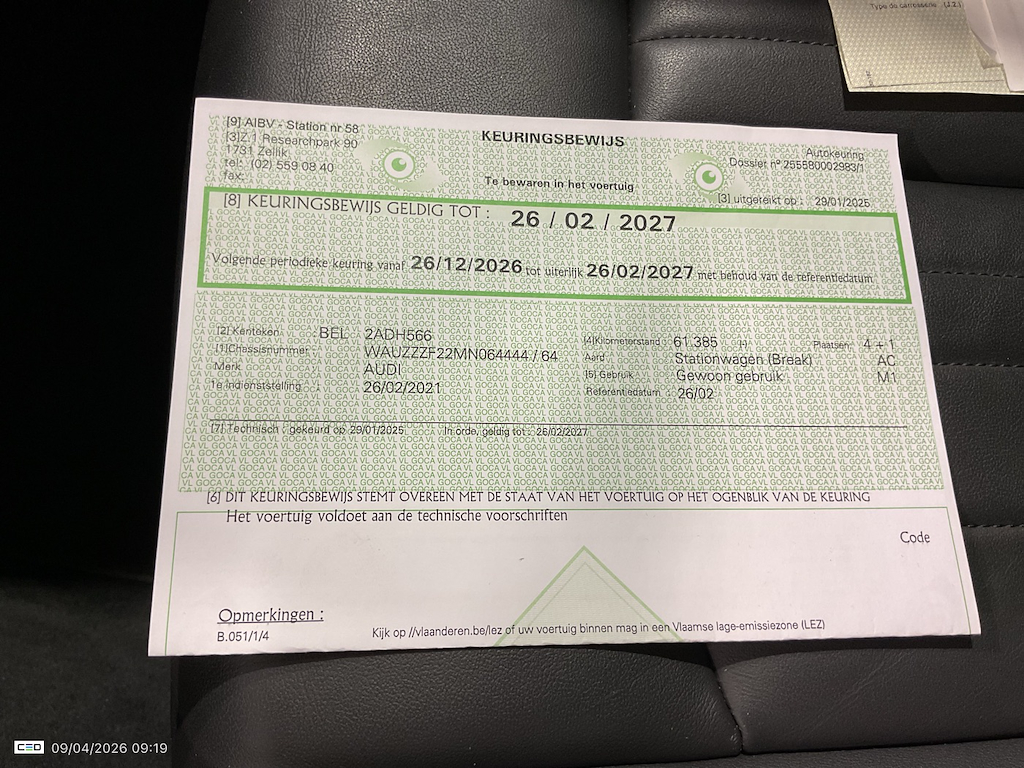 Type de carrosserie (J.2.)
[9] AIBV - Station nr 58
[3]Z 1 Researchpark 90
1731 Zellik
tel: (02) 559 08 40
fax:
KEURINGSBEWIJS
Te bewaren in het voertuig
Autokeuring
Dossier n° 255580002983/1
[3] uitgereikt op : 29/01/2025
[8] KEURINGSBEWIJS GELDIG TOT : 26 / 02 / 2027
Volgende periodieke keuring vanaf 26/12/2026 tot uiterlijk 26/02/2027 met behoud van de referentiedatum
[2] Kenteken BEL 2ADH566
[1]Chassisnummer WAUZZZF22MN064444 / 64
Merk AUDI
1e indienststelling : 26/02/2021
[4]Kilometerstand : 61.385 (-) Plaatsen 4 + 1
Aard Stationwagen (Break) AC
[5] Gebruik Gewoon gebruik M1
Referentiedatum : 26/02
[7] Technisch : gekeurd op 29/01/2025 In orde, geldig tot : 26/02/2027
[6] DIT KEURINGSBEWIJS STEMT OVEREEN MET DE STAAT VAN HET VOERTUIG OP HET OGENBLIK VAN DE KEURING
Het voertuig voldoet aan de technische voorschriften
Code
Opmerkingen :
B.051/1/4
Kijk op //vlaanderen.be/lez of uw voertuig binnen mag in een Vlaamse lage-emissiezone (LEZ)
09/04/2026 09:19